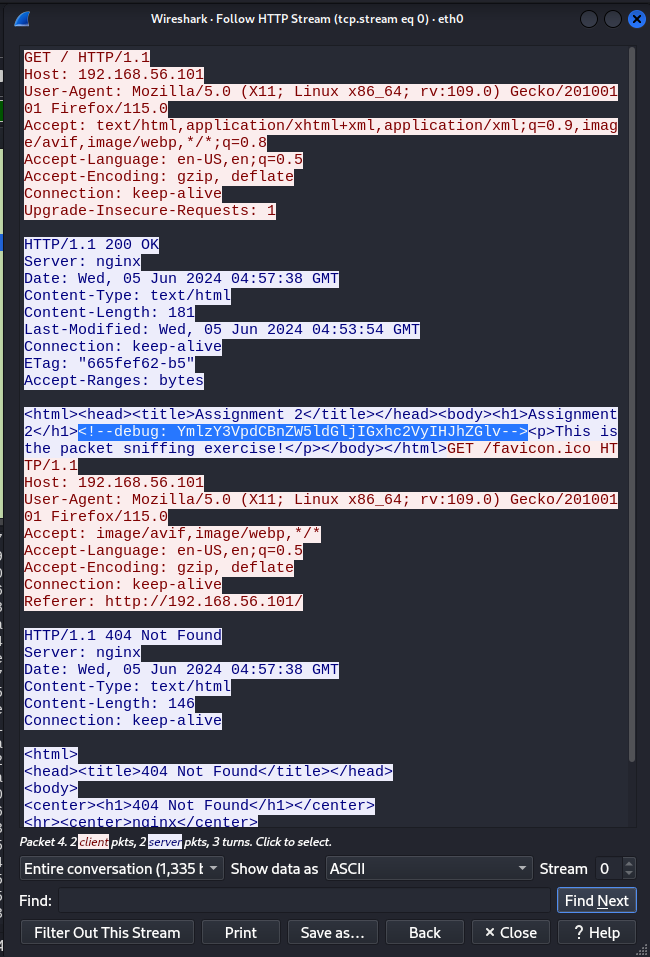 Wireshark · Follow HTTP Stream (tcp.stream eq 0) · eth0
GET / HTTP/1.1
Host: 192.168.56.101
User-Agent: Mozilla/5.0 (X11; Linux x86_64; rv:109.0) Gecko/201001
01 Firefox/115.0
Accept: text/html,application/xhtml+xml,application/xml;q=0.9,imag
e/avif,image/webp,*/*;q=0.8
Accept-Language: en-US,en;q=0.5
Accept-Encoding: gzip, deflate
Connection: keep-alive
Upgrade-Insecure-Requests: 1
HTTP/1.1 200 OK
Server: nginx
Date: Wed, 05 Jun 2024 04:57:38 GMT
Content-Type: text/html
Content-Length: 181
Last-Modified: Wed, 05 Jun 2024 04:53:54 GMT
Connection: keep-alive
ETag: "665fef62-b5"
Accept-Ranges: bytes
<html><head><title>Assignment 2</title></head><body><h1>Assignment
2</h1><!--debug: YmlzY3VpdCBnZW5ldGljIGxhc2VyIHJhZGlv--><p>This is
the packet sniffing exercise!</p></body></html>GET /favicon.ico HT
TP/1.1
Host: 192.168.56.101
User-Agent: Mozilla/5.0 (X11; Linux x86_64; rv:109.0) Gecko/201001
01 Firefox/115.0
Accept: image/avif,image/webp,*/*
Accept-Language: en-US,en;q=0.5
Accept-Encoding: gzip, deflate
Connection: keep-alive
Referer: http://192.168.56.101/
HTTP/1.1 404 Not Found
Server: nginx
Date: Wed, 05 Jun 2024 04:57:38 GMT
Content-Type: text/html
Content-Length: 146
Connection: keep-alive
<html>
<head><title>404 Not Found</title></head>
<body>
<center><h1>404 Not Found</h1></center>
<hr><center>nginx</center>
Packet 4. 2 client pkts, 2 server pkts, 3 turns. Click to select.
Entire conversation (1,335 b Show data as ASCII Stream 0
Find: Find Next
Filter Out This Stream Print Save as… Back × Close ? Help